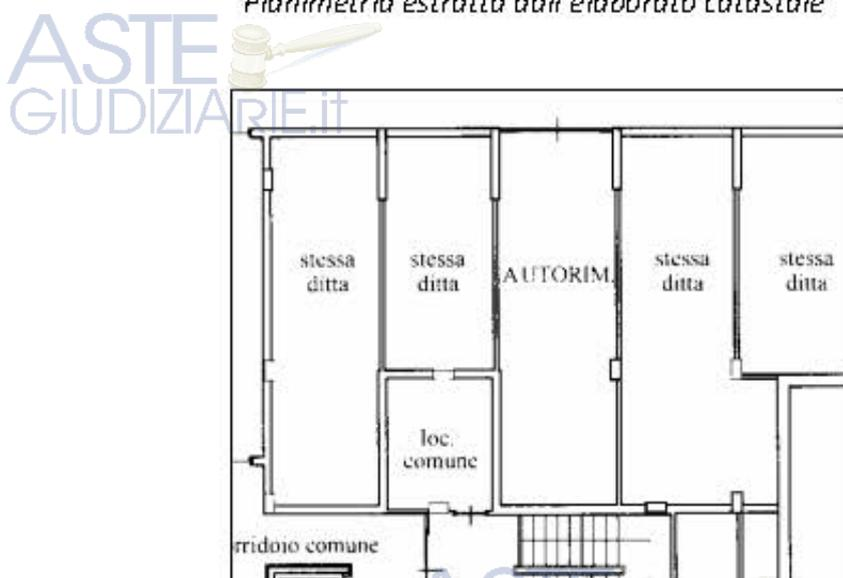 Planimetria estratta dall'elaborato catastale
ASTE
GIUDIZIARIE.it
stessa
ditta
stessa
ditta
AUTORIM.
stessa
ditta
stessa
ditta
loc.
comune
rridoio comune